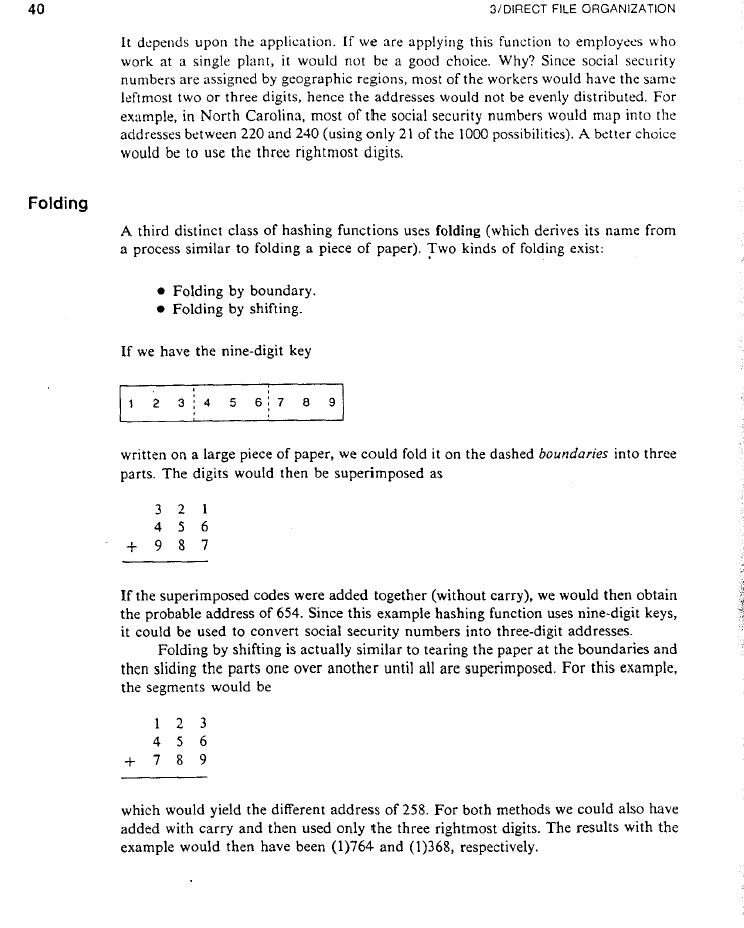 40
3/DIRECT FILE ORGANIZATION
It depends upon the application. If we are applying this function to employees who
work at a single plant, it would not be a good choice. Why? Since social security
numbers are assigned by geographic regions, most of the workers would have the same
leftmost two or three digits, hence the addresses would not be evenly distributed. For
example, in North Carolina, most of the social security numbers would map into the
addresses between 220 and 240 (using only 21 of the 1000 possibilities). A better choice
would be to use the three rightmost digits.
Folding
A third distinct class of hashing functions uses folding (which derives its name from
a process similar to folding a piece of paper). Two kinds of folding exist:
• Folding by boundary.
• Folding by shifting.
If we have the nine-digit key
1 2 3 4 5 6 7 8 9
written on a large piece of paper, we could fold it on the dashed boundaries into three
parts. The digits would then be superimposed as
3 2 1
4 5 6
+ 9 8 7
If the superimposed codes were added together (without carry), we would then obtain
the probable address of 654. Since this example hashing function uses nine-digit keys,
it could be used to convert social security numbers into three-digit addresses.
Folding by shifting is actually similar to tearing the paper at the boundaries and
then sliding the parts one over another until all are superimposed. For this example,
the segments would be
1 2 3
4 5 6
+ 7 8 9
which would yield the different address of 258. For both methods we could also have
added with carry and then used only the three rightmost digits. The results with the
example would then have been (1)764 and (1)368, respectively.